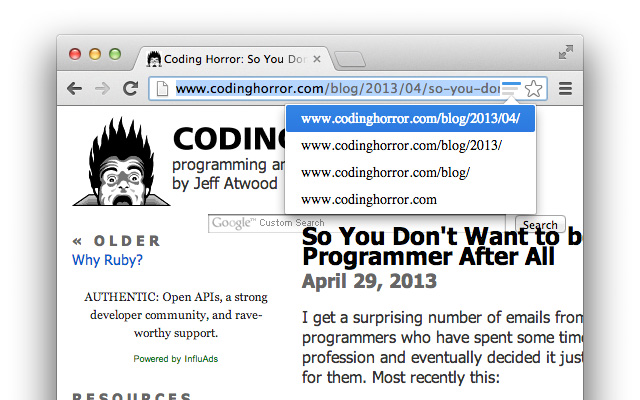 Coding Horror: So You Don
www.codinghorror.com/blog/2013/04/so-you-don
www.codinghorror.com/blog/2013/04/
www.codinghorror.com/blog/2013/
www.codinghorror.com/blog/
www.codinghorror.com
CODING
programming an
by Jeff Atwood
Google™ Custom Search
Search
« OLDER
Why Ruby?
AUTHENTIC: Open APIs, a strong
developer community, and rave-
worthy support.
Powered by InfluAds
RESOURCES
So You Don't Want to be
Programmer After All
April 29, 2013
I get a surprising number of emails from
programmers who have spent some time
profession and eventually decided it just
for them. Most recently this: